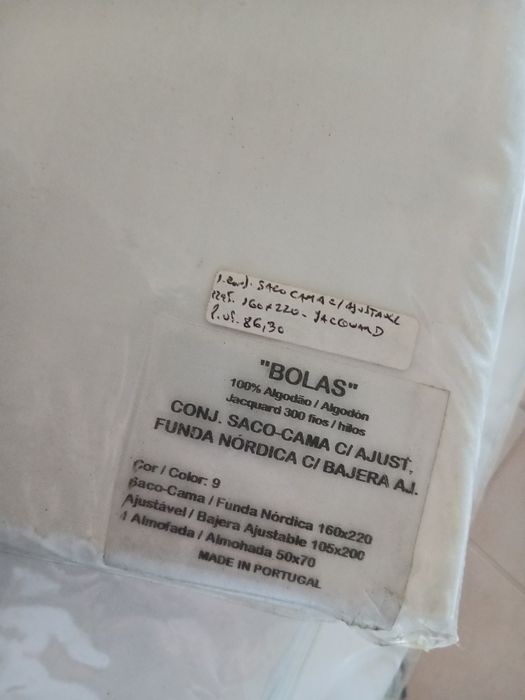 1 Conj. SACO CAMA C/ AJUSTAVEL
160x220 - JACQUARD
P. - 86,30
"BOLAS"
100% Algodão / Algodón
Jacquard 300 fios / hilos
CONJ. SACO-CAMA C/ AJUST.
FUNDA NÓRDICA C/ BAJERA AJ.
Cor / Color: 9
Saco-Cama / Funda Nórdica 160x220
Ajustável / Bajera Ajustable 105x200
1 Almofada / Almohada 50x70
MADE IN PORTUGAL